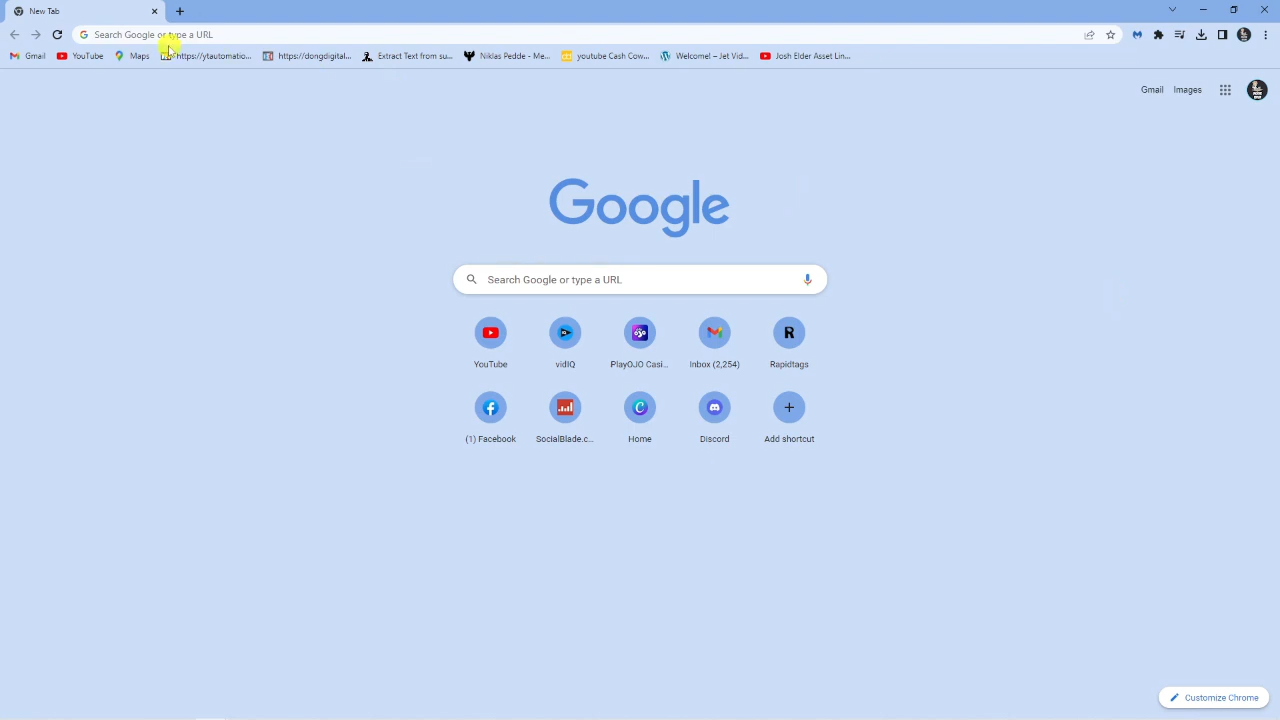 New Tab
Search Google or type a URL
Gmail YouTube Maps https://ytautomatio... https://dongdigital... Extract Text from su... Niklas Pedde - Me... youtube Cash Cow... Welcome! – Jet Vid... Josh Elder Asset Lin...
Gmail Images
Google
Search Google or type a URL
YouTube vidIQ PlayOJO Casi... Inbox (2,254) Rapidtags
(1) Facebook SocialBlade.c... Home Discord Add shortcut
Customize Chrome